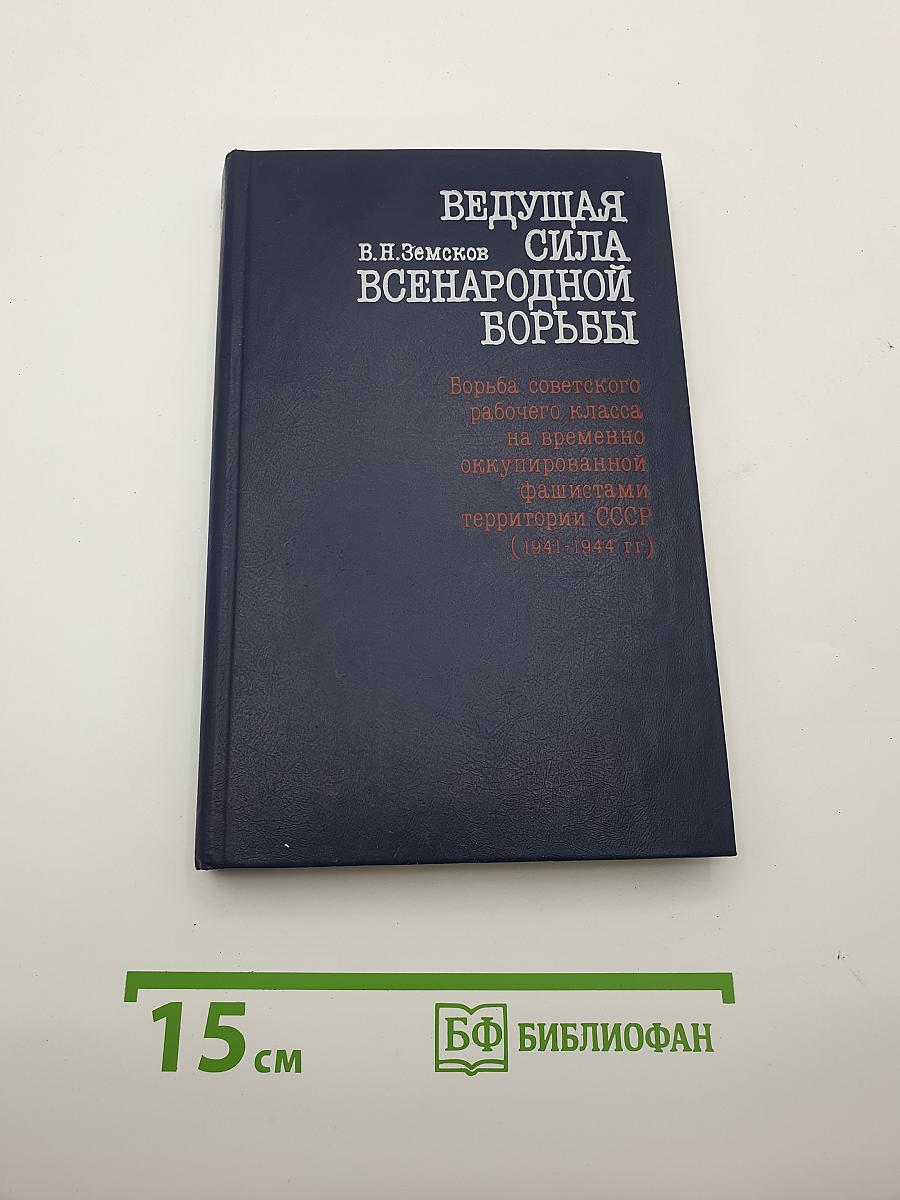 ВЕДУЩАЯ
В.Н.Земсков СИЛА
ВСЕНАРОДНОЙ
БОРЬБЫ
Борьба советского
рабочего класса
на временно
оккупированной
фашистами
территории СССР
(1941-1944 гг)
15 см
БФ БИБЛИОФАН